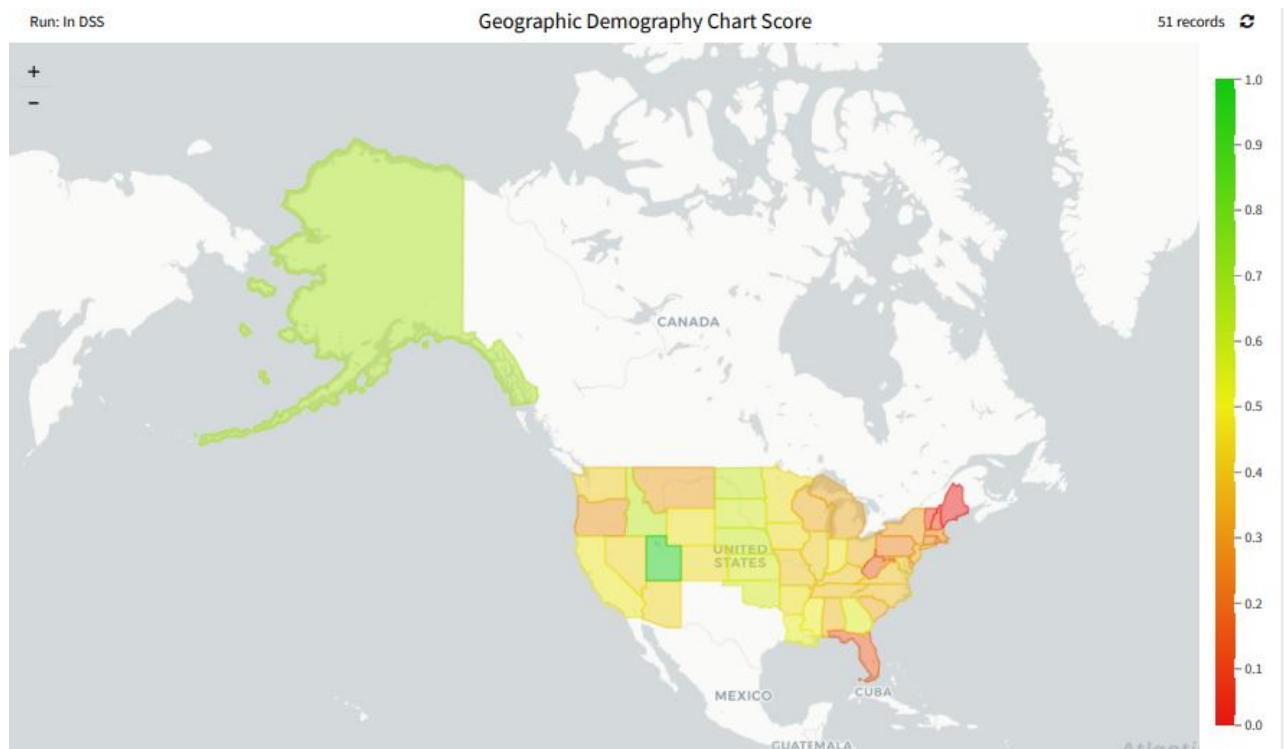 Run: In DSS
Geographic Demography Chart Score
51 records
+
−
1.0
0.9
0.8
0.7
0.6
0.5
0.4
0.3
0.2
0.1
0.0
CANADA
UNITED
STATES
MEXICO
CUBA
GUATEMALA